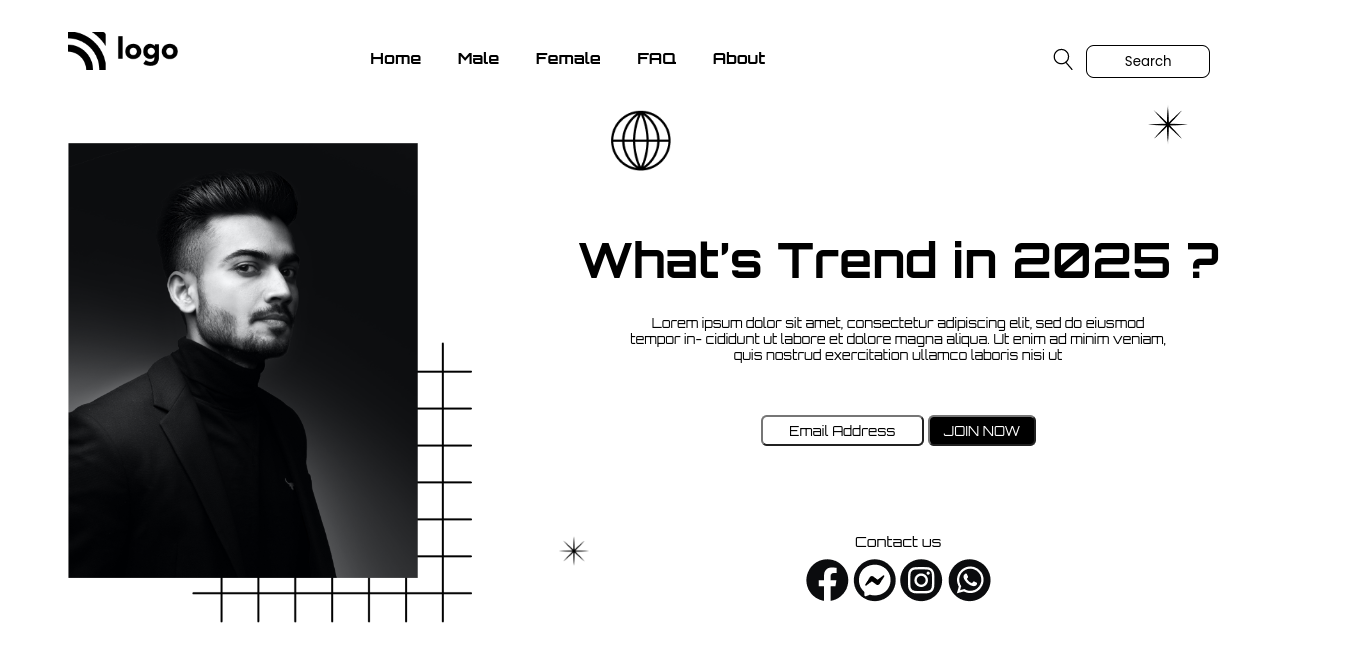 logo
Home Male Female FAQ About
Search
What's Trend in 2025 ?
Lorem ipsum dolor sit amet, consectetur adipiscing elit, sed do eiusmod
tempor in- cididunt ut labore et dolore magna aliqua. Ut enim ad minim veniam,
quis nostrud exercitation ullamco laboris nisi ut
Email Address JOIN NOW
Contact us